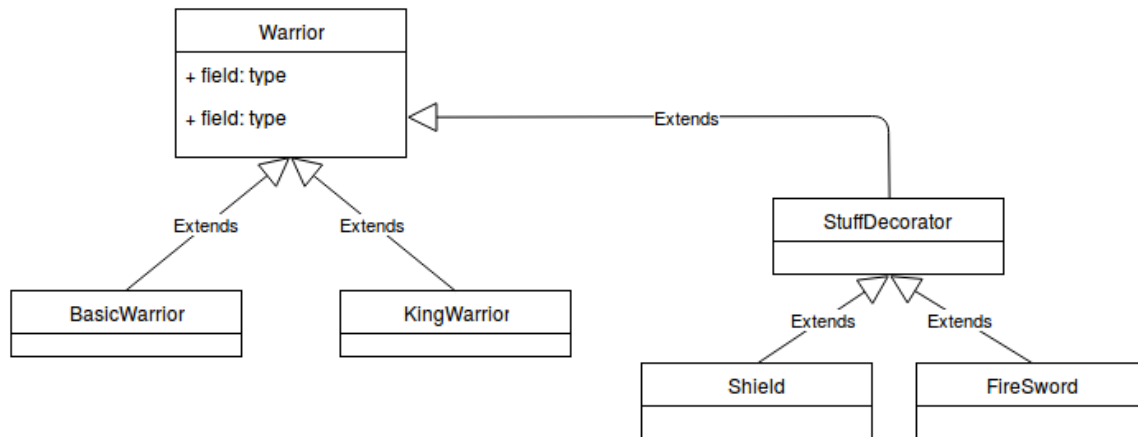 Warrior
+ field: type
+ field: type
Extends
Extends
Extends
StuffDecorator
BasicWarrior
KingWarrior
Extends
Extends
Shield
FireSword